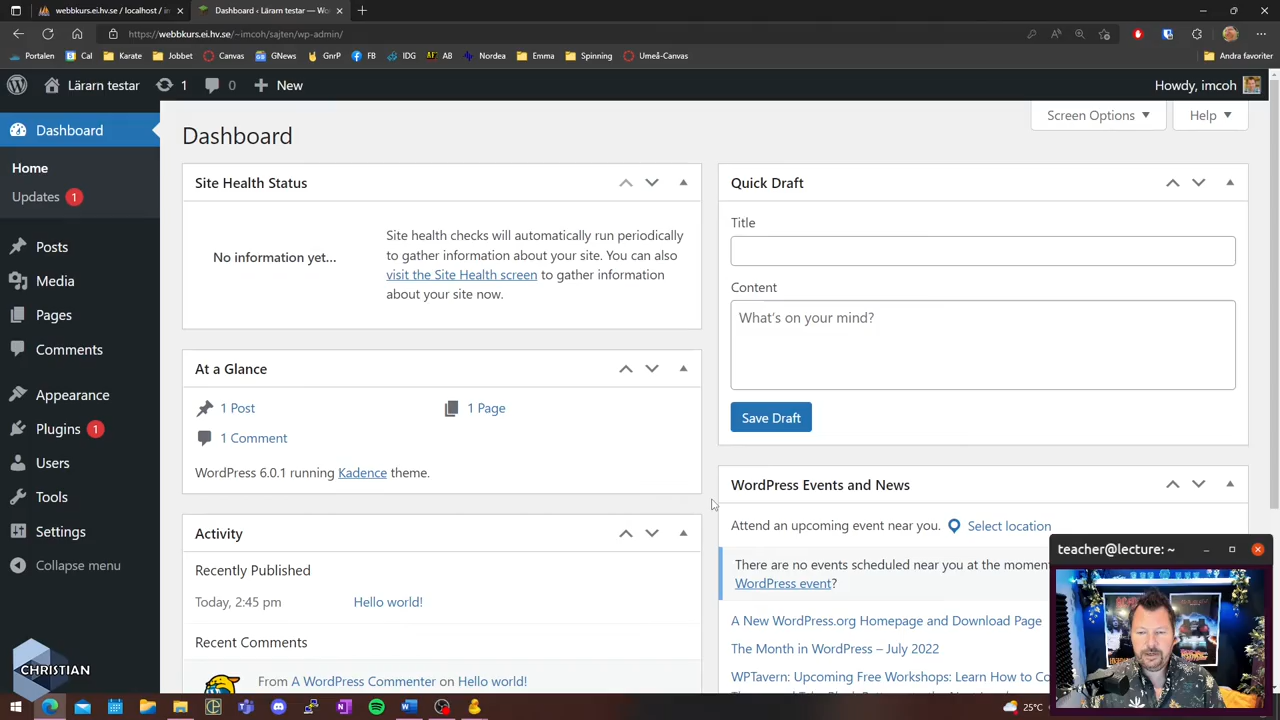 webbkurs.ei.hv.se / localhost / im
Dashboard ‹ Lärarn testar — Wo
https://webbkurs.ei.hv.se/~imcoh/sajten/wp-admin/
Portalen
Cal
Karate
Jobbet
Canvas
GNews
GnrP
FB
IDG
AB
Nordea
Emma
Spinning
Umeå-Canvas
Andra favoriter
Lärarn testar
1
0
New
Howdy, imcoh
Dashboard
Home
Updates 1
Posts
Media
Pages
Comments
Appearance
Plugins 1
Users
Tools
Settings
Collapse menu
CHRISTIAN
Screen Options
Help
Dashboard
Site Health Status
No information yet...
Site health checks will automatically run periodically
to gather information about your site. You can also
visit the Site Health screen to gather information
about your site now.
At a Glance
1 Post
1 Page
1 Comment
WordPress 6.0.1 running Kadence theme.
Activity
Recently Published
Today, 2:45 pm
Hello world!
Recent Comments
From A WordPress Commenter on Hello world!
Quick Draft
Title
Content
What's on your mind?
Save Draft
WordPress Events and News
Attend an upcoming event near you.
Select location
There are no events scheduled near you at the momen
WordPress event?
A New WordPress.org Homepage and Download Page
The Month in WordPress – July 2022
WPTavern: Upcoming Free Workshops: Learn How to Co
teacher@lecture: ~
25°C